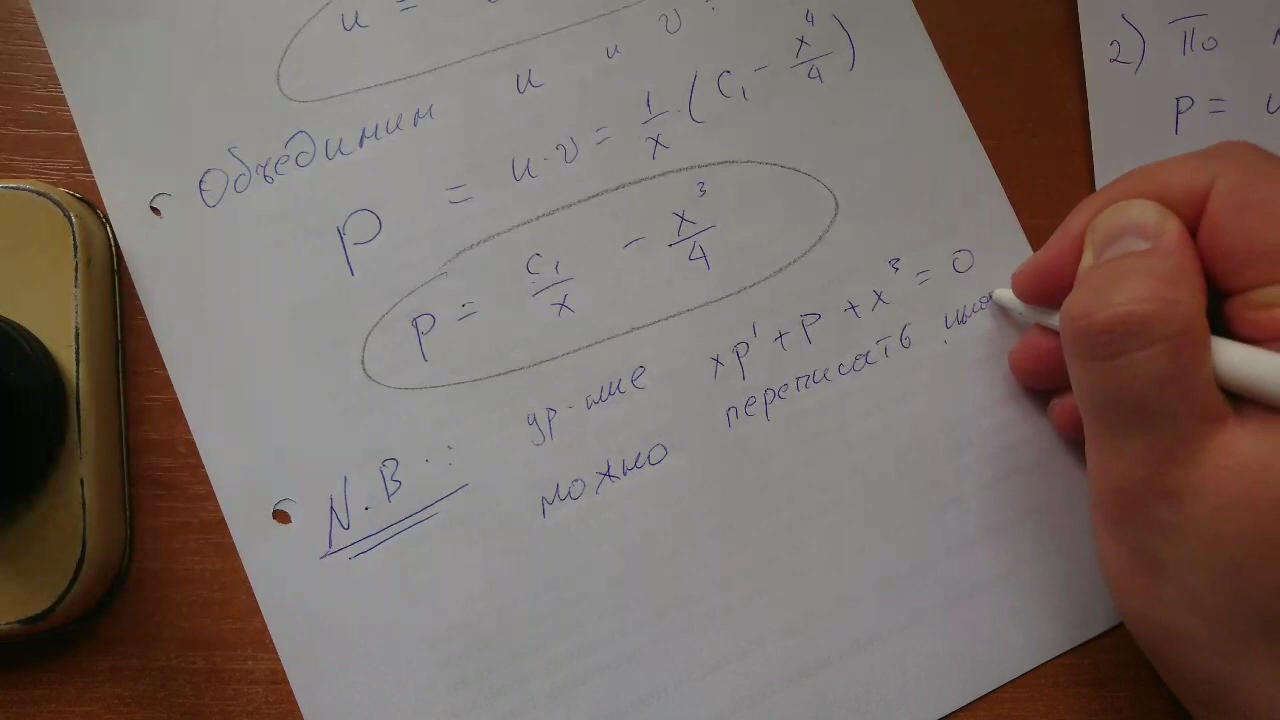 u =
Объединим u и v:
p = u·v = 1/x·(C₁ - x⁴/4)
p = C₁/x - x³/4
N.B.: ур-ние xp' + p + x³ = 0
можно переписать
2) По
p = u